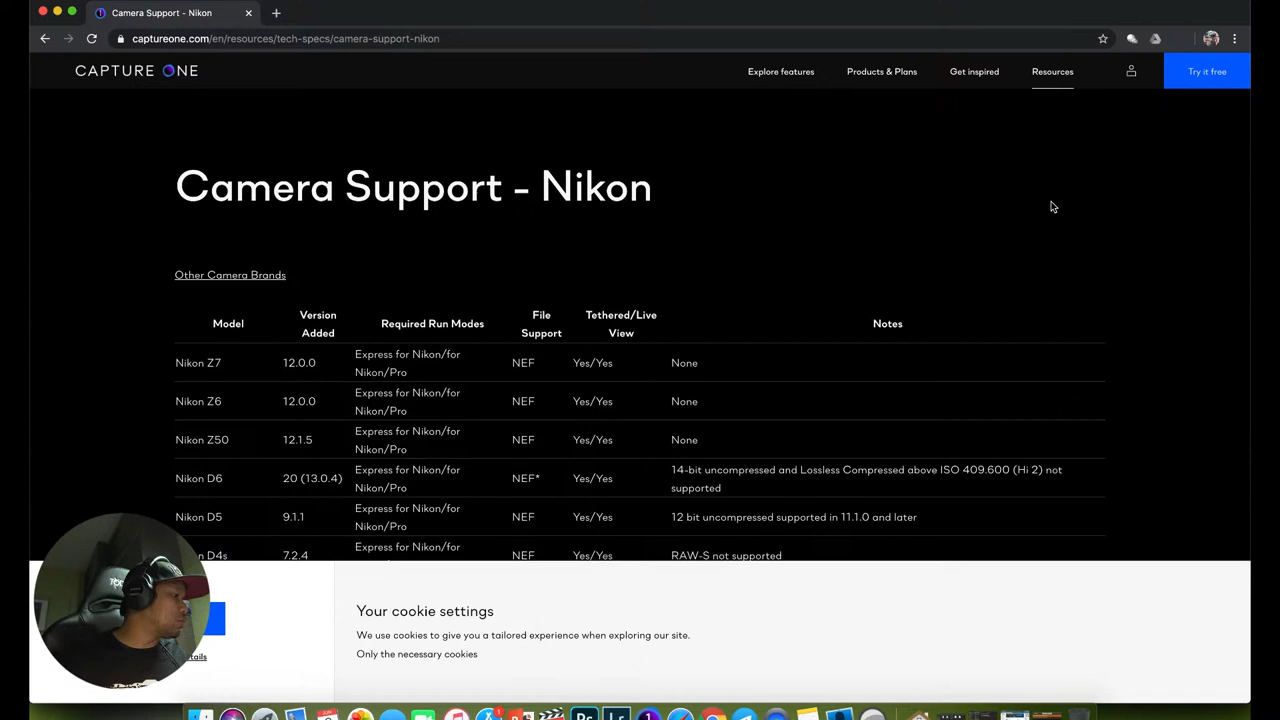 Camera Support - Nikon
captureone.com/en/resources/tech-specs/camera-support-nikon
CAPTURE ONE
Explore features
Products & Plans
Get inspired
Resources
Try it free
Camera Support - Nikon
Other Camera Brands
Model
Version
Added
Required Run Modes
File
Support
Tethered/Live
View
Notes
Nikon Z7
12.0.0
Express for Nikon/for
Nikon/Pro
NEF
Yes/Yes
None
Nikon Z6
12.0.0
Express for Nikon/for
Nikon/Pro
NEF
Yes/Yes
None
Nikon Z50
12.1.5
Express for Nikon/for
Nikon/Pro
NEF
Yes/Yes
None
Nikon D6
20 (13.0.4)
Express for Nikon/for
Nikon/Pro
NEF*
Yes/Yes
14-bit uncompressed and Lossless Compressed above ISO 409.600 (Hi 2) not
supported
Nikon D5
9.1.1
Express for Nikon/for
Nikon/Pro
NEF
Yes/Yes
12 bit uncompressed supported in 11.1.0 and later
D4s
7.2.4
Express for Nikon/for
NEF
Yes/Yes
RAW-S not supported
Your cookie settings
We use cookies to give you a tailored experience when exploring our site.
Only the necessary cookies
tails
Ps
Lr
1